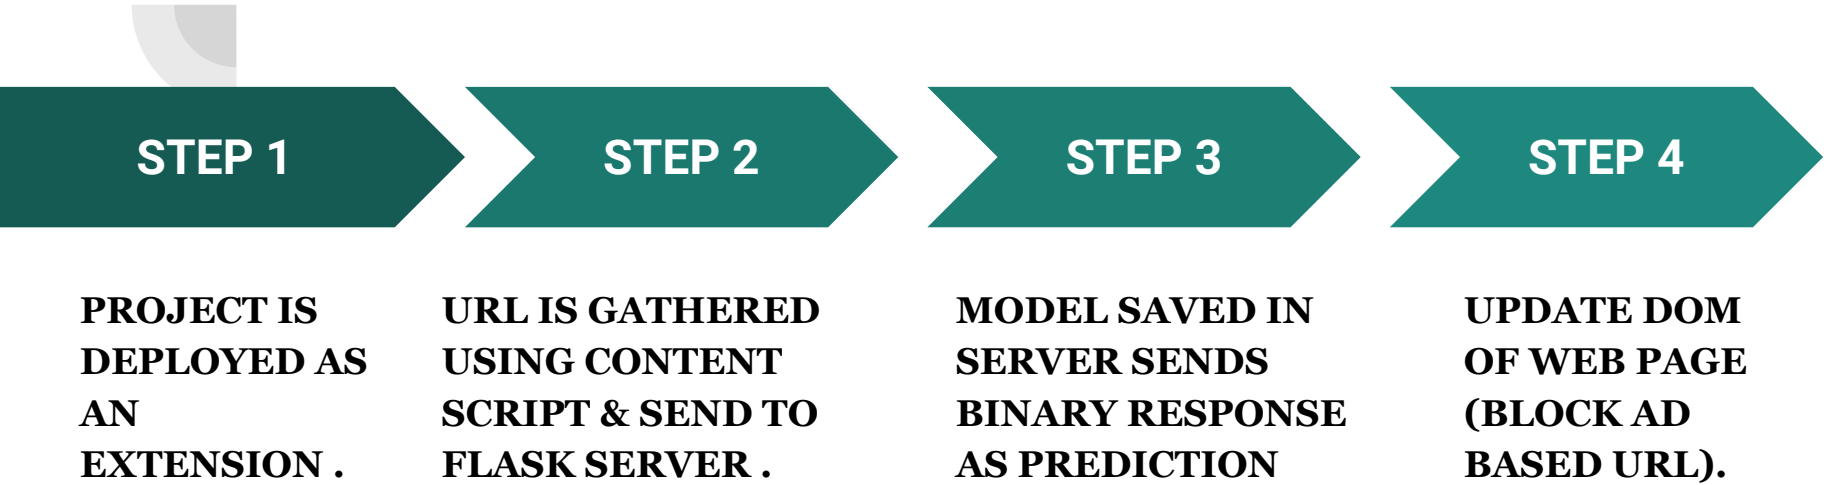 STEP 1
STEP 2
STEP 3
STEP 4
PROJECT IS
DEPLOYED AS
AN
EXTENSION .
URL IS GATHERED
USING CONTENT
SCRIPT & SEND TO
FLASK SERVER .
MODEL SAVED IN
SERVER SENDS
BINARY RESPONSE
AS PREDICTION
UPDATE DOM
OF WEB PAGE
(BLOCK AD
BASED URL).